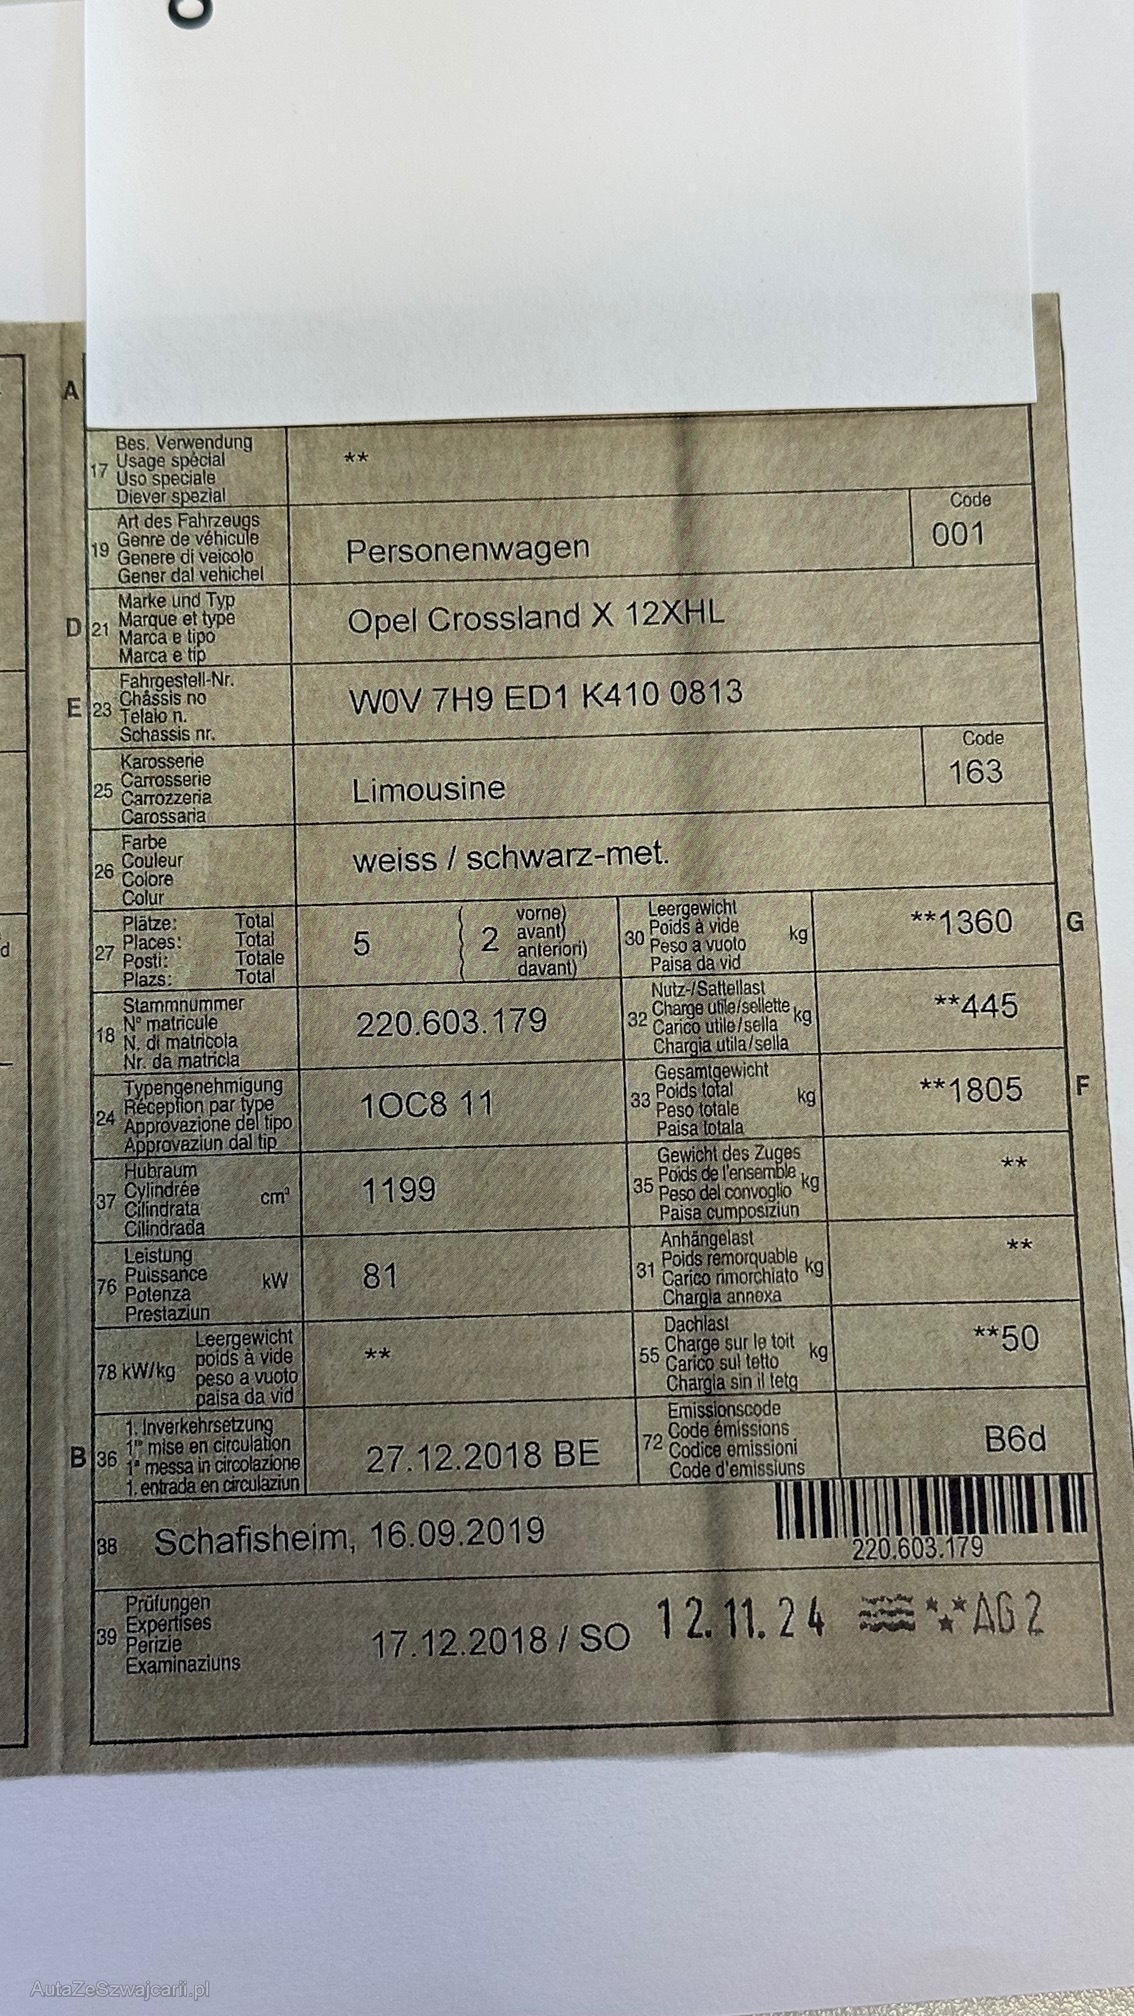 A
17 Bes. Verwendung
Usage spécial
Uso speciale
Diever spezial
**
19 Art des Fahrzeugs
Genre de véhicule
Genere di veicolo
Gener dal vehichel
Personenwagen
Code
001
D 21 Marke und Typ
Marque et type
Marca e tipo
Marca e tip
Opel Crossland X 12XHL
E 23 Fahrgestell-Nr.
Châssis no
Telaio n.
Schassis nr.
W0V 7H9 ED1 K410 0813
25 Karosserie
Carrosserie
Carrozzeria
Carossaria
Limousine
Code
163
26 Farbe
Couleur
Colore
Colur
weiss / schwarz-met.
27 Plätze: Total
Places: Total
Posti: Totale
Plazs: Total
5 ( 2 vorne)
avant)
anteriori)
davant)
30 Leergewicht
Poids à vide
Peso a vuoto
Paisa da vid
kg
**1360
G
18 Stammnummer
N° matricule
N. di matricola
Nr. da matricla
220.603.179
32 Nutz-/Sattellast
Charge utile/sellette
Carico utile/sella
Chargia utila/sella
kg
**445
24 Typengenehmigung
Réception par type
Approvazione del tipo
Approvaziun dal tip
1OC8 11
33 Gesamtgewicht
Poids total
Peso totale
Paisa totala
kg
**1805
F
37 Hubraum
Cylindrée
Cilindrata
Cilindrada
cm³
1199
35 Gewicht des Zuges
Poids de l'ensemble
Peso del convoglio
Paisa cumposiziun
kg
**
76 Leistung
Puissance
Potenza
Prestaziun
kW
81
31 Anhängelast
Poids remorquable
Carico rimorchiato
Chargia annexa
kg
**
78 kW/kg Leergewicht
poids à vide
peso a vuoto
paisa da vid
**
55 Dachlast
Charge sur le toit
Carico sul tetto
Chargia sin il tetg
kg
**50
B 36 1. Inverkehrsetzung
1re mise en circulation
1a messa in circolazione
1. entrada en circulaziun
27.12.2018 BE
72 Emissionscode
Code émissions
Codice emissioni
Code d'emissiuns
B6d
38 Schafisheim, 16.09.2019
220.603.179
39 Prüfungen
Expertises
Perizie
Examinaziuns
17.12.2018 / SO
12.11.24 AG 2
d
AutaZeSzwajcarii.pl